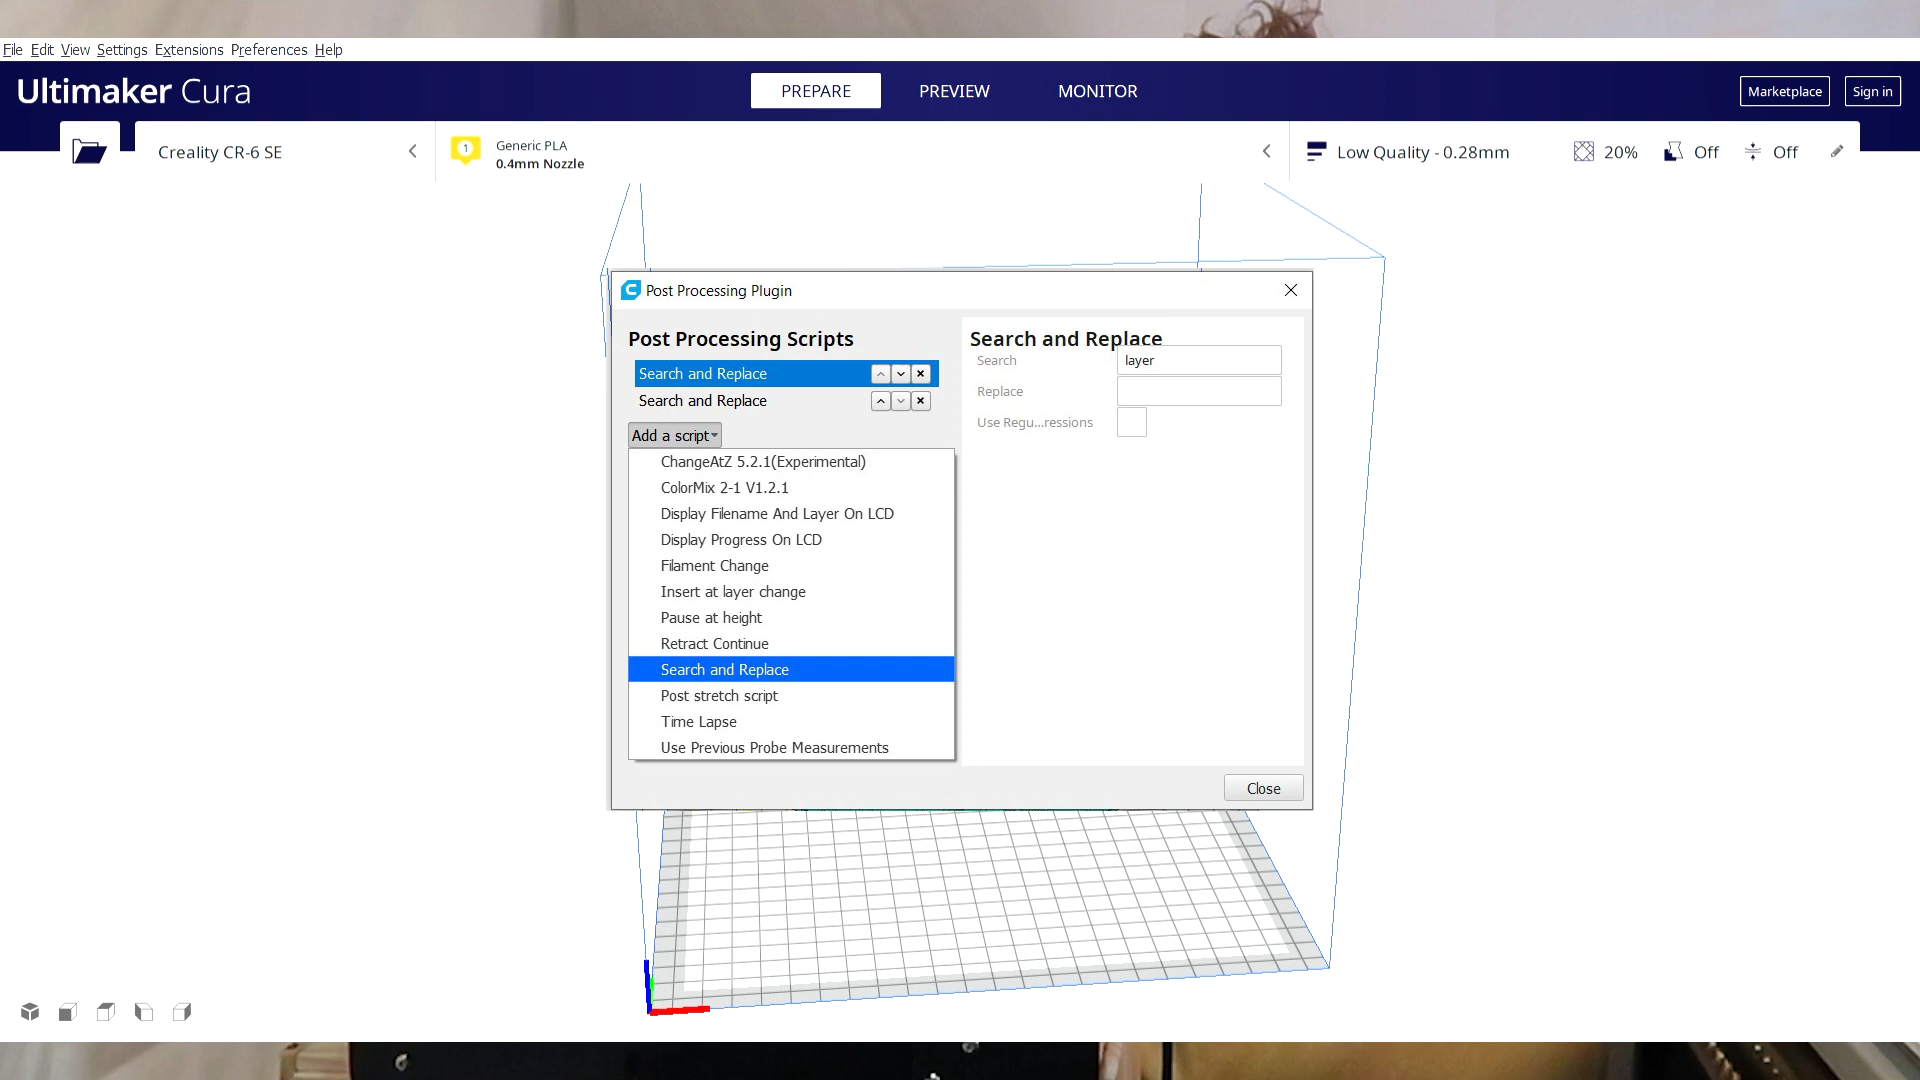 File Edit View Settings Extensions Preferences Help
Ultimaker Cura
PREPARE
PREVIEW
MONITOR
Marketplace
Sign in
Creality CR-6 SE
1
Generic PLA
0.4mm Nozzle
Low Quality - 0.28mm
20%
Off
Off
Post Processing Plugin
Post Processing Scripts
Search and Replace
Search and Replace
Add a script
ChangeAtZ 5.2.1(Experimental)
ColorMix 2-1 V1.2.1
Display Filename And Layer On LCD
Display Progress On LCD
Filament Change
Insert at layer change
Pause at height
Retract Continue
Search and Replace
Post stretch script
Time Lapse
Use Previous Probe Measurements
Search and Replace
Search
layer
Replace
Use Regu...ressions
Close